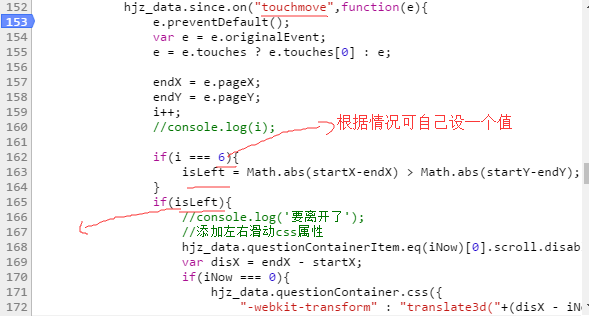 152 hjz_data.since.on("touchmove",function(e){
153 e.preventDefault();
154 var e = e.originalEvent;
155 e = e.touches ? e.touches[0] : e;
156
157 endX = e.pageX;
158 endY = e.pageY;
159 i++;
160 //console.log(i);
161 根据情况可自己设一个值
162 if(i === 6){
163 isLeft = Math.abs(startX-endX) > Math.abs(startY-endY);
164 }
165 if(isLeft){
166 //console.log('要离开了');
167 //添加左右滑动css属性
168 hjz_data.questionContainerItem.eq(iNow)[0].scroll.disab
169 var disX = endX - startX;
170 if(iNow === 0){
171 hjz_data.questionContainer.css({
172 "-webkit-transform" : "translate3d("+(disX - iN